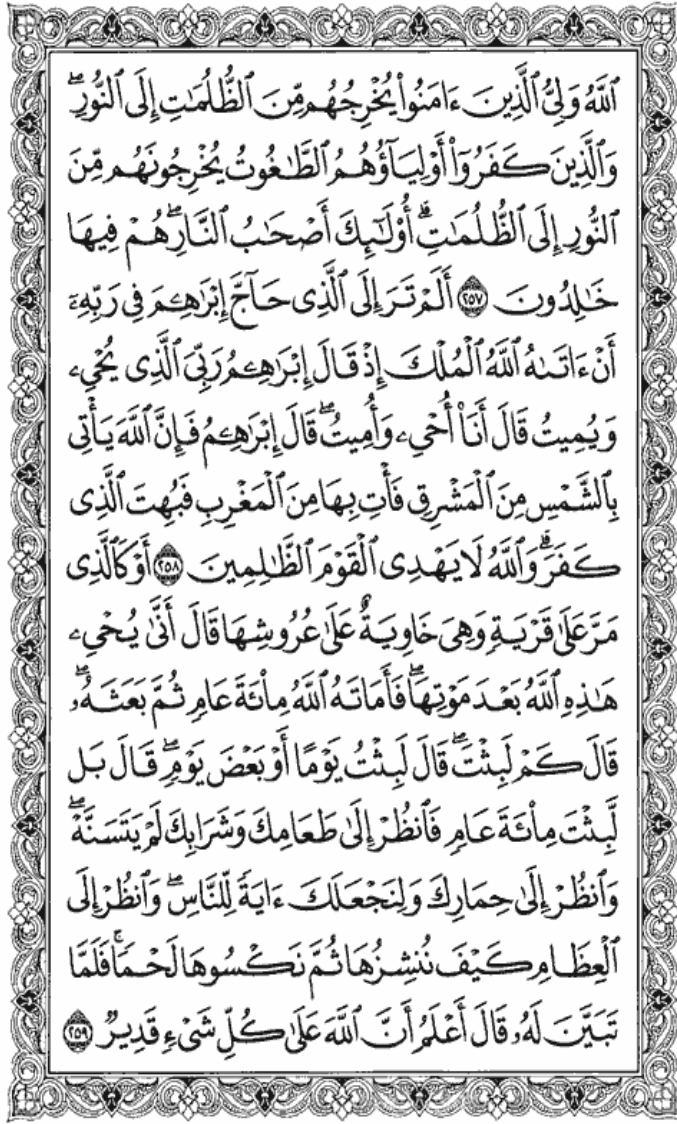 ٱللَّهُ وَلِىُّ ٱلَّذِينَ ءَامَنُوا۟ يُخْرِجُهُم مِّنَ ٱلظُّلُمَٰتِ إِلَى ٱلنُّورِ ۖ
وَٱلَّذِينَ كَفَرُوٓا۟ أَوْلِيَآؤُهُمُ ٱلطَّٰغُوتُ يُخْرِجُونَهُم مِّنَ
ٱلنُّورِ إِلَى ٱلظُّلُمَٰتِ ۗ أُو۟لَٰٓئِكَ أَصْحَٰبُ ٱلنَّارِ ۖ هُمْ فِيهَا
خَٰلِدُونَ ٢٥٧ أَلَمْ تَرَ إِلَى ٱلَّذِى حَآجَّ إِبْرَٰهِۦمَ فِى رَبِّهِۦٓ
أَنْ ءَاتَىٰهُ ٱللَّهُ ٱلْمُلْكَ إِذْ قَالَ إِبْرَٰهِۦمُ رَبِّىَ ٱلَّذِى يُحْىِۦ
وَيُمِيتُ قَالَ أَنَا۠ أُحْىِۦ وَأُمِيتُ ۖ قَالَ إِبْرَٰهِۦمُ فَإِنَّ ٱللَّهَ يَأْتِى
بِٱلشَّمْسِ مِنَ ٱلْمَشْرِقِ فَأْتِ بِهَا مِنَ ٱلْمَغْرِبِ فَبُهِتَ ٱلَّذِى
كَفَرَ ۗ وَٱللَّهُ لَا يَهْدِى ٱلْقَوْمَ ٱلظَّٰلِمِينَ ٢٥٨ أَوْ كَٱلَّذِى
مَرَّ عَلَىٰ قَرْيَةٍ وَهِىَ خَاوِيَةٌ عَلَىٰ عُرُوشِهَا قَالَ أَنَّىٰ يُحْىِۦ
هَٰذِهِ ٱللَّهُ بَعْدَ مَوْتِهَا ۖ فَأَمَاتَهُ ٱللَّهُ مِا۟ئَةَ عَامٍ ثُمَّ بَعَثَهُۥ ۖ
قَالَ كَمْ لَبِثْتَ ۖ قَالَ لَبِثْتُ يَوْمًا أَوْ بَعْضَ يَوْمٍ ۖ قَالَ بَل
لَّبِثْتَ مِا۟ئَةَ عَامٍ فَٱنظُرْ إِلَىٰ طَعَامِكَ وَشَرَابِكَ لَمْ يَتَسَنَّهْ ۖ
وَٱنظُرْ إِلَىٰ حِمَارِكَ وَلِنَجْعَلَكَ ءَايَةً لِّلنَّاسِ ۖ وَٱنظُرْ إِلَى
ٱلْعِظَامِ كَيْفَ نُنشِزُهَا ثُمَّ نَكْسُوهَا لَحْمًا ۚ فَلَمَّا
تَبَيَّنَ لَهُۥ قَالَ أَعْلَمُ أَنَّ ٱللَّهَ عَلَىٰ كُلِّ شَىْءٍ قَدِيرٌ ٢٥٩